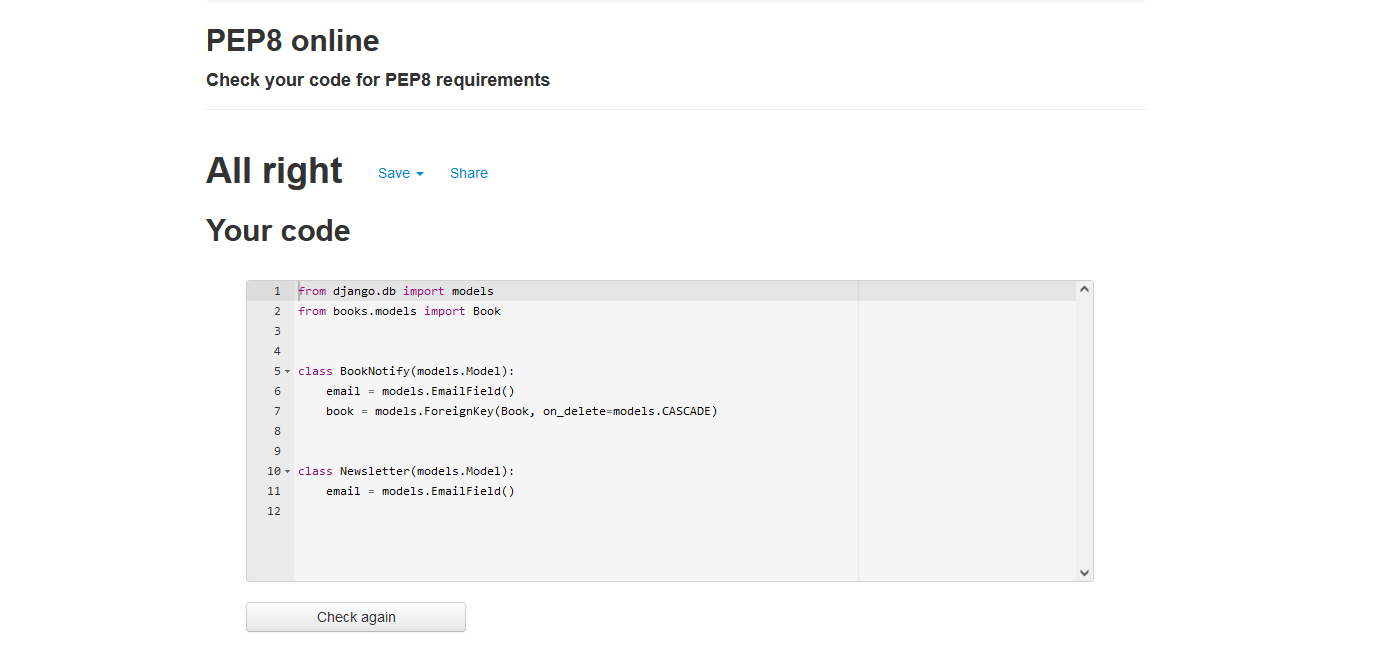 PEP8 online
Check your code for PEP8 requirements
All right Save Share
Your code
1 from django.db import models
2 from books.models import Book
3
4
5 class BookNotify(models.Model):
6     email = models.EmailField()
7     book = models.ForeignKey(Book, on_delete=models.CASCADE)
8
9
10 class Newsletter(models.Model):
11     email = models.EmailField()
12
Check again